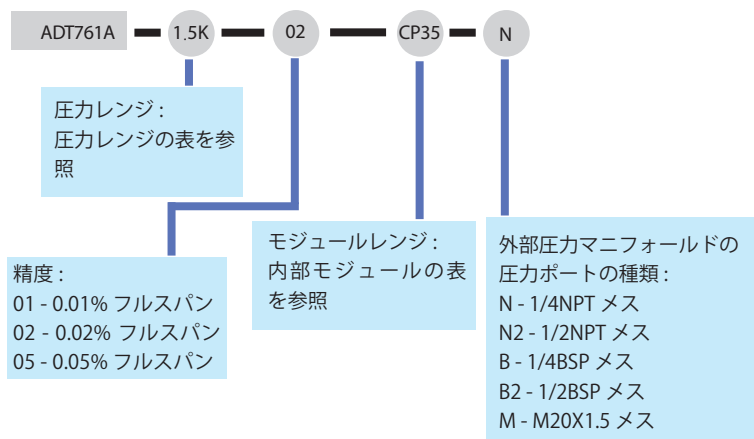 ADT761A
1.5K
02
CP35
N
圧力レンジ :
圧力レンジの表を参
照
精度 :
01 - 0.01% フルスパン
02 - 0.02% フルスパン
05 - 0.05% フルスパン
モジュールレンジ :
内部モジュールの表
を参照
外部圧力マニフォールドの
圧力ポートの種類 :
N - 1/4NPT メス
N2 - 1/2NPT メス
B - 1/4BSP メス
B2 - 1/2BSP メス
M - M20X1.5 メス